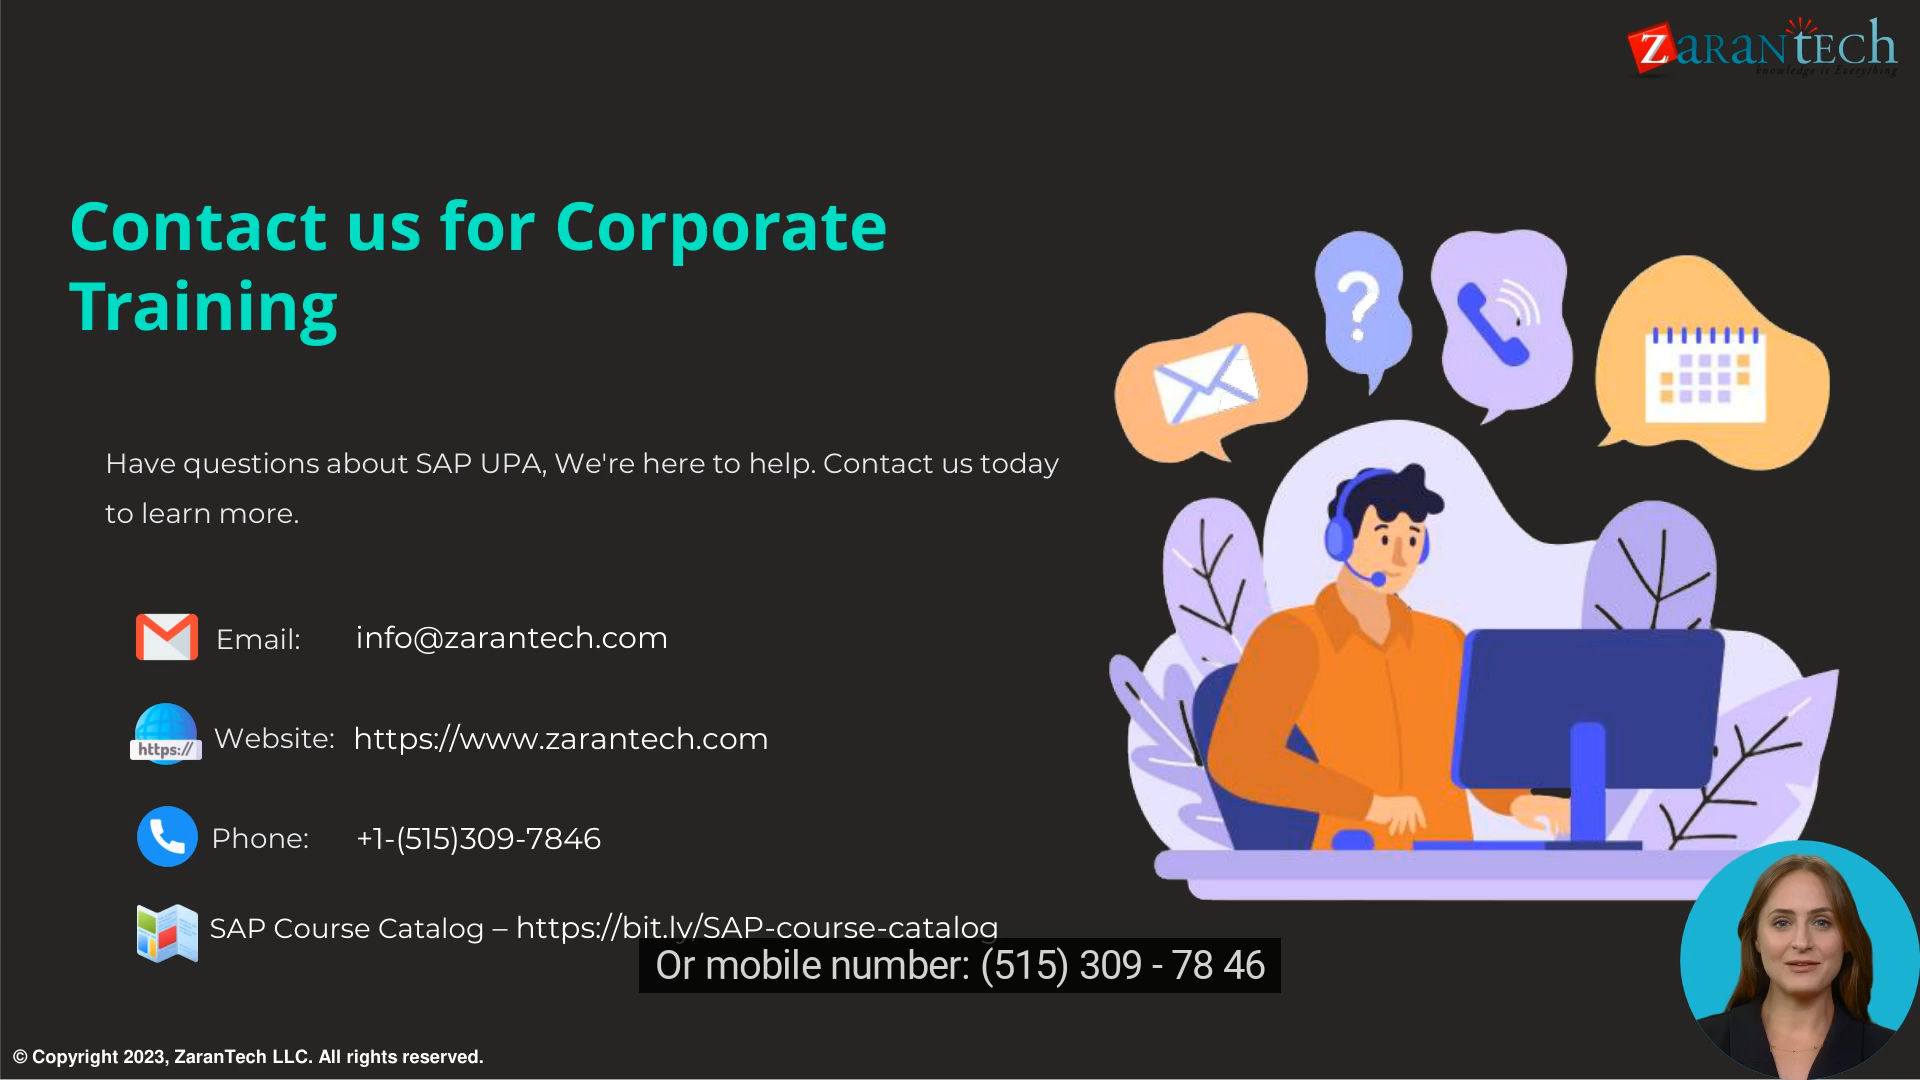 ZaranTech
knowledge is Everything
Contact us for Corporate
Training
Have questions about SAP UPA, We're here to help. Contact us today
to learn more.
Email: info@zarantech.com
https://
Website: https://www.zarantech.com
Phone: +1-(515)309-7846
SAP Course Catalog – https://bit.ly/SAP-course-catalog
Or mobile number: (515) 309 - 78 46
© Copyright 2023, ZaranTech LLC. All rights reserved.